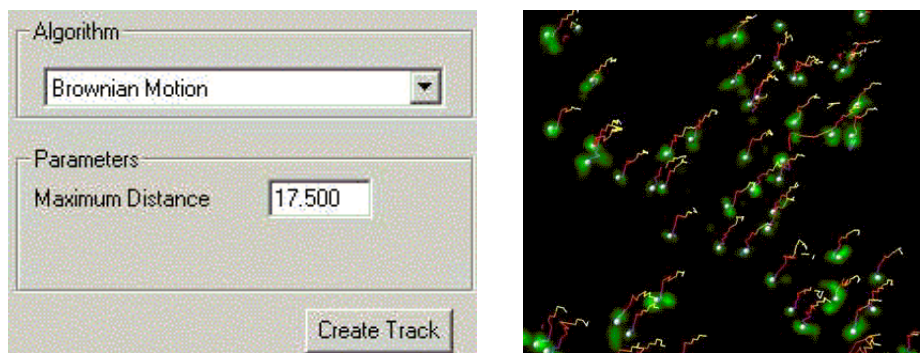 Algorithm
Brownian Motion
Parameters
Maximum Distance 17.500
Create Track